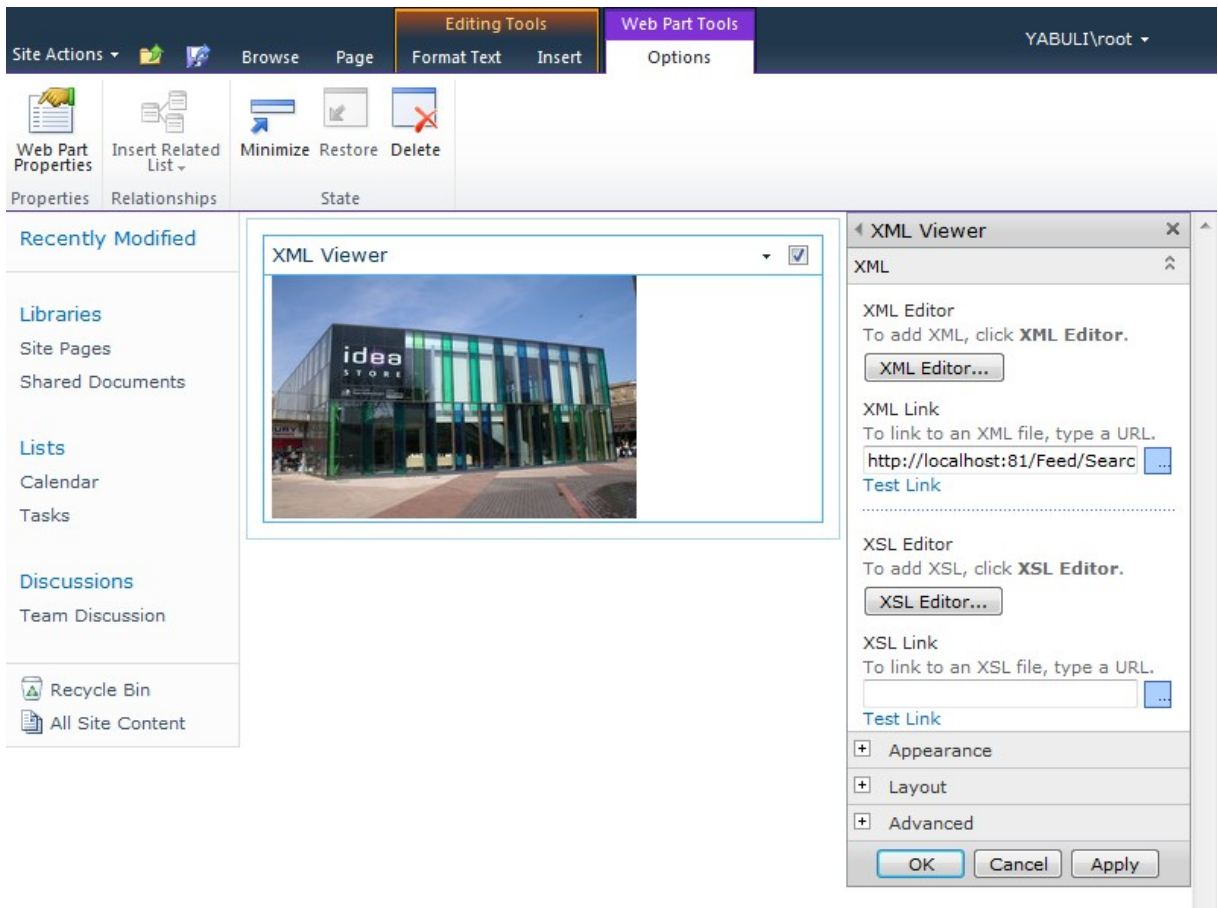 Editing Tools
Web Part Tools
Site Actions
Browse
Page
Format Text
Insert
Options
YABULI\root
Web Part
Properties
Insert Related
List
Minimize
Restore
Delete
Properties
Relationships
State
Recently Modified
Libraries
Site Pages
Shared Documents
Lists
Calendar
Tasks
Discussions
Team Discussion
Recycle Bin
All Site Content
XML Viewer
idea
STORE
XML Viewer
XML
XML Editor
To add XML, click XML Editor.
XML Editor...
XML Link
To link to an XML file, type a URL.
http://localhost:81/Feed/Searc
...
Test Link
XSL Editor
To add XSL, click XSL Editor.
XSL Editor...
XSL Link
To link to an XSL file, type a URL.
...
Test Link
Appearance
Layout
Advanced
OK
Cancel
Apply